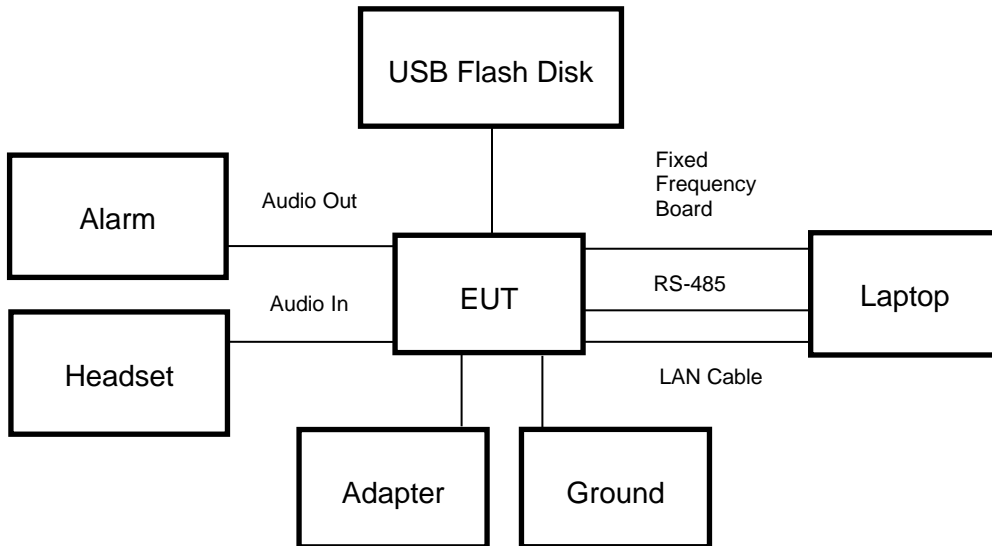 USB Flash Disk
Fixed
Frequency
Board
Alarm
Audio Out
EUT
RS-485
Laptop
Audio In
Headset
LAN Cable
Adapter
Ground